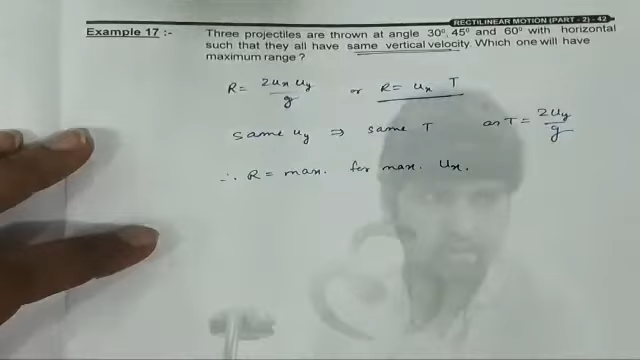 RECTILINEAR MOTION (PART - 2) - 42
Example 17 :- Three projectiles are thrown at angle 30°, 45° and 60° with horizontal
such that they all have same vertical velocity. Which one will have
maximum range ?
R = 2ux uy / g or R = ux T
same uy ⇒ same T as T = 2uy / g
∴ R = max. for max. ux.